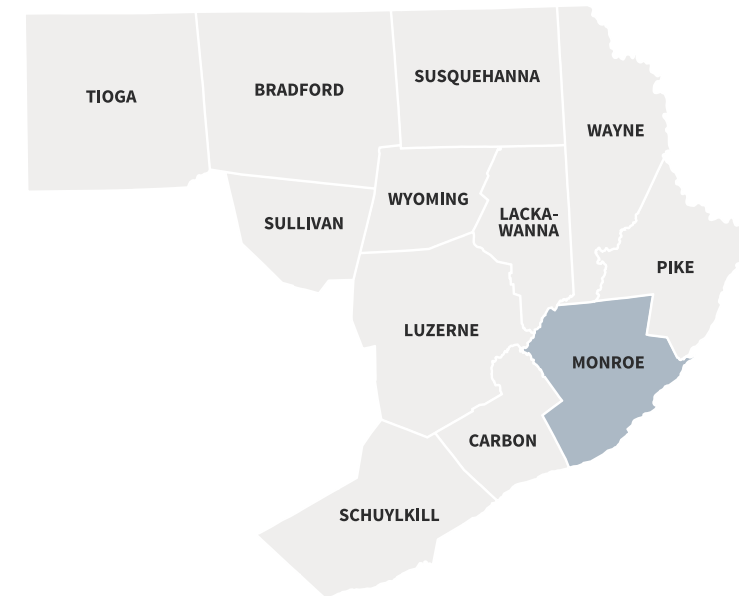 SUSQUEHANNA
BRADFORD
TIOGA
WAYNE
WYOMING
LACKA-
WANNA
SULLIVAN
PIKE
LUZERNE
MONROE
CARBON
SCHUYLKILL